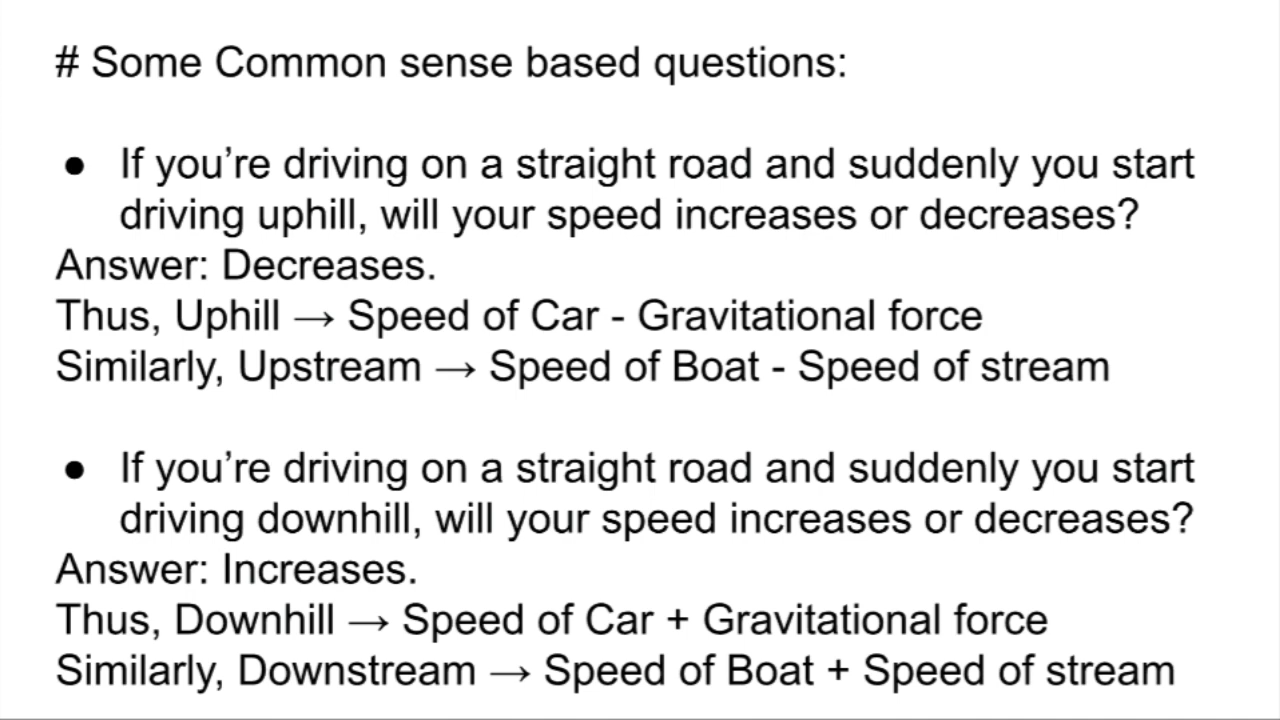 # Some Common sense based questions:
● If you’re driving on a straight road and suddenly you start
driving uphill, will your speed increases or decreases?
Answer: Decreases.
Thus, Uphill → Speed of Car - Gravitational force
Similarly, Upstream → Speed of Boat - Speed of stream
● If you’re driving on a straight road and suddenly you start
driving downhill, will your speed increases or decreases?
Answer: Increases.
Thus, Downhill → Speed of Car + Gravitational force
Similarly, Downstream → Speed of Boat + Speed of stream